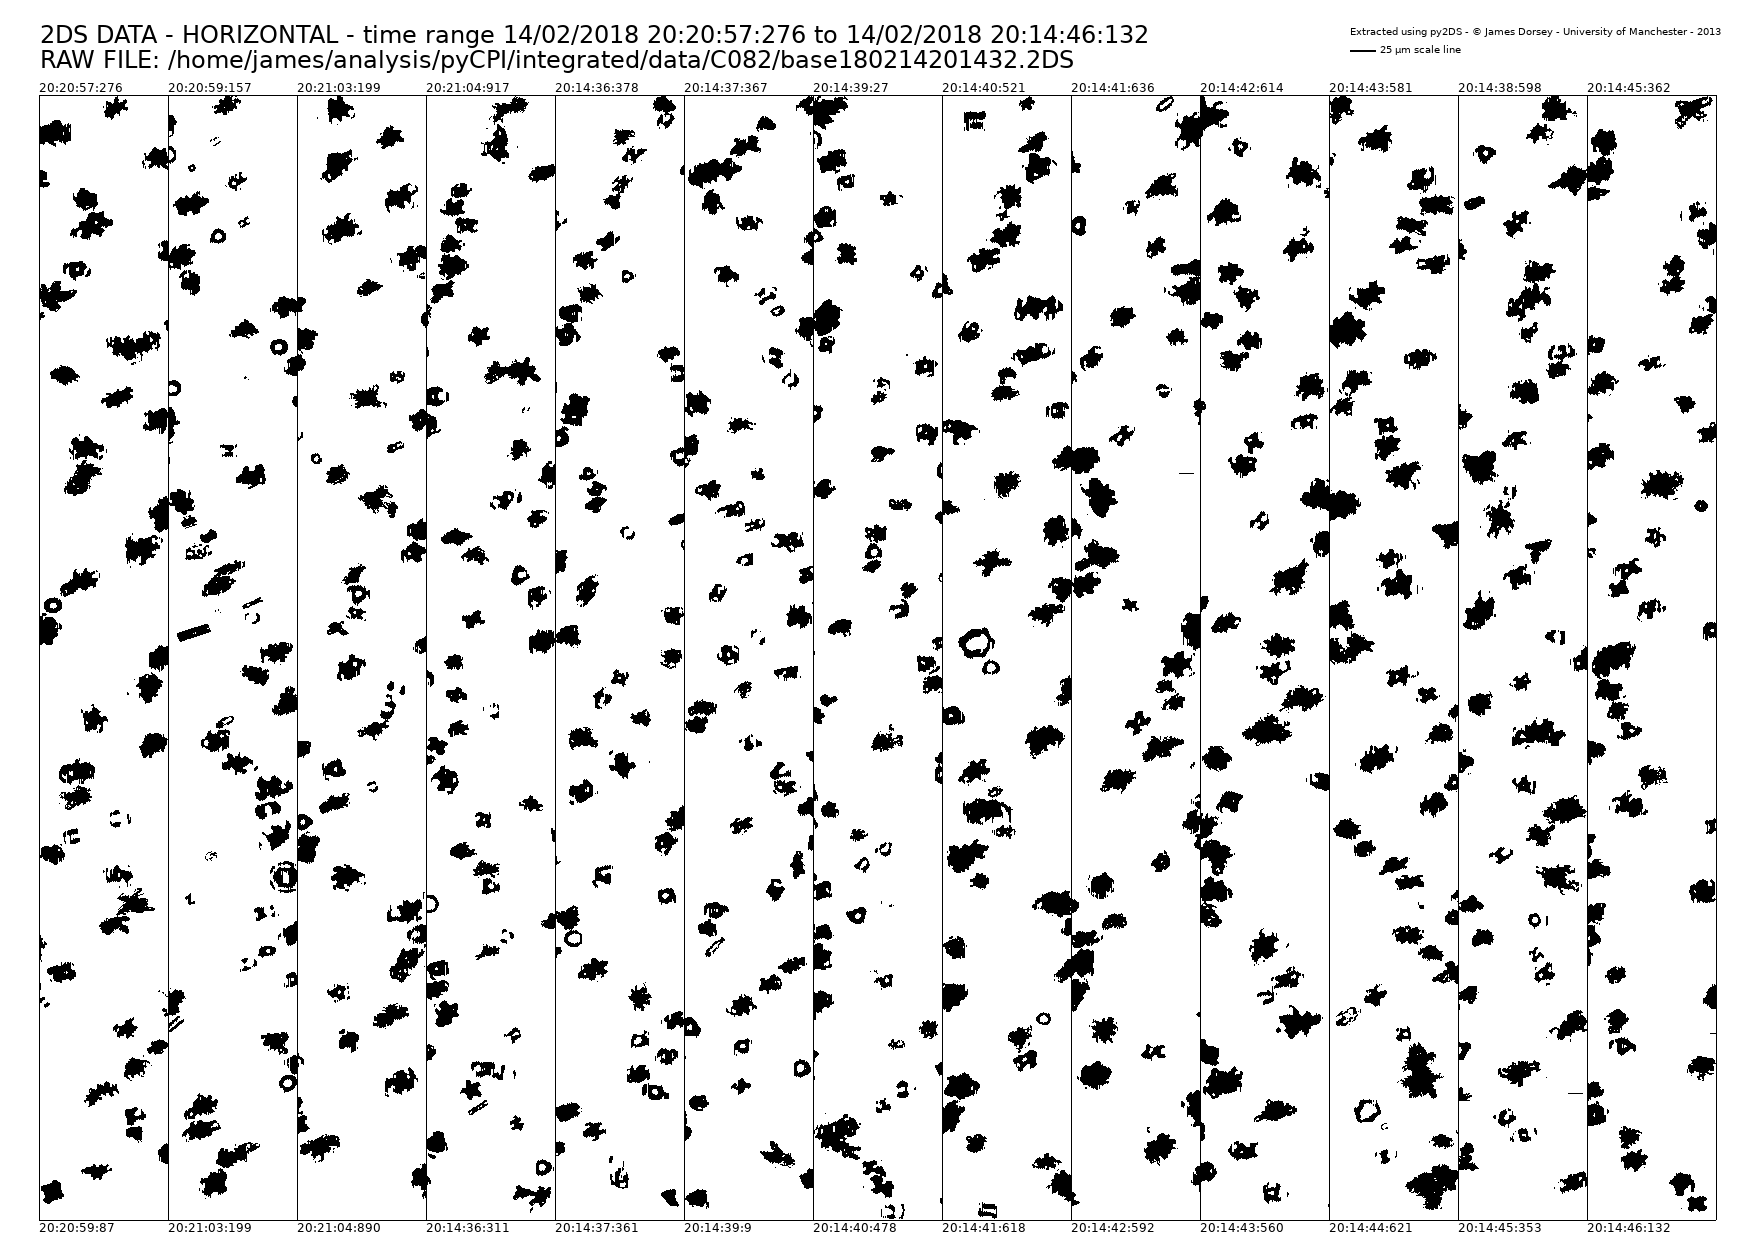 2DS DATA - HORIZONTAL - time range 14/02/2018 20:20:57:276 to 14/02/2018 20:14:46:132
RAW FILE: /home/james/analysis/pyCPI/integrated/data/C082/base180214201432.2DS
Extracted using py2DS - © James Dorsey - University of Manchester - 2013
25 µm scale line
20:20:57:276 20:20:59:157 20:21:03:199 20:21:04:917 20:14:36:378 20:14:37:367 20:14:39:27 20:14:40:521 20:14:41:636 20:14:42:614 20:14:43:581 20:14:38:598 20:14:45:362
20:20:59:87 20:21:03:199 20:21:04:890 20:14:36:311 20:14:37:361 20:14:39:9 20:14:40:478 20:14:41:618 20:14:42:592 20:14:43:560 20:14:44:621 20:14:45:353 20:14:46:132